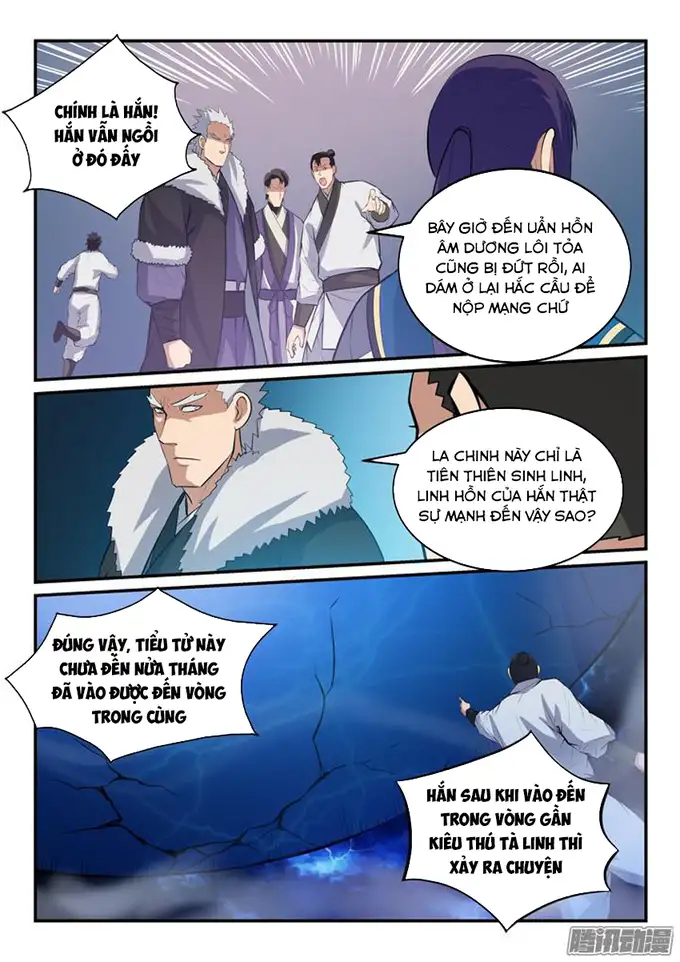 CHÍNH LÀ HẮN!
HẮN VẪN NGỒI
Ở ĐÓ ĐẤY
BÂY GIỜ ĐẾN UẨN HỒN
ÂM DƯƠNG LÔI TỎA
CŨNG BỊ ĐỨT RỒI, AI
DÁM Ở LẠI HẮC CẦU ĐỂ
NỘP MẠNG CHỨ
LA CHINH NÀY CHỈ LÀ
TIÊN THIÊN SINH LINH,
LINH HỒN CỦA HẮN THẬT
SỰ MẠNH ĐẾN VẬY SAO?
ĐÚNG VẬY, TIỂU TỬ NÀY
CHƯA ĐẾN NỬA THÁNG
ĐÃ VÀO ĐƯỢC ĐẾN VÒNG
TRONG CÙNG
HẮN SAU KHI VÀO ĐẾN
TRONG VÒNG GẦN
KIÊU THÚ TÀ LINH THÌ
XẢY RA CHUYỆN
腾讯动漫